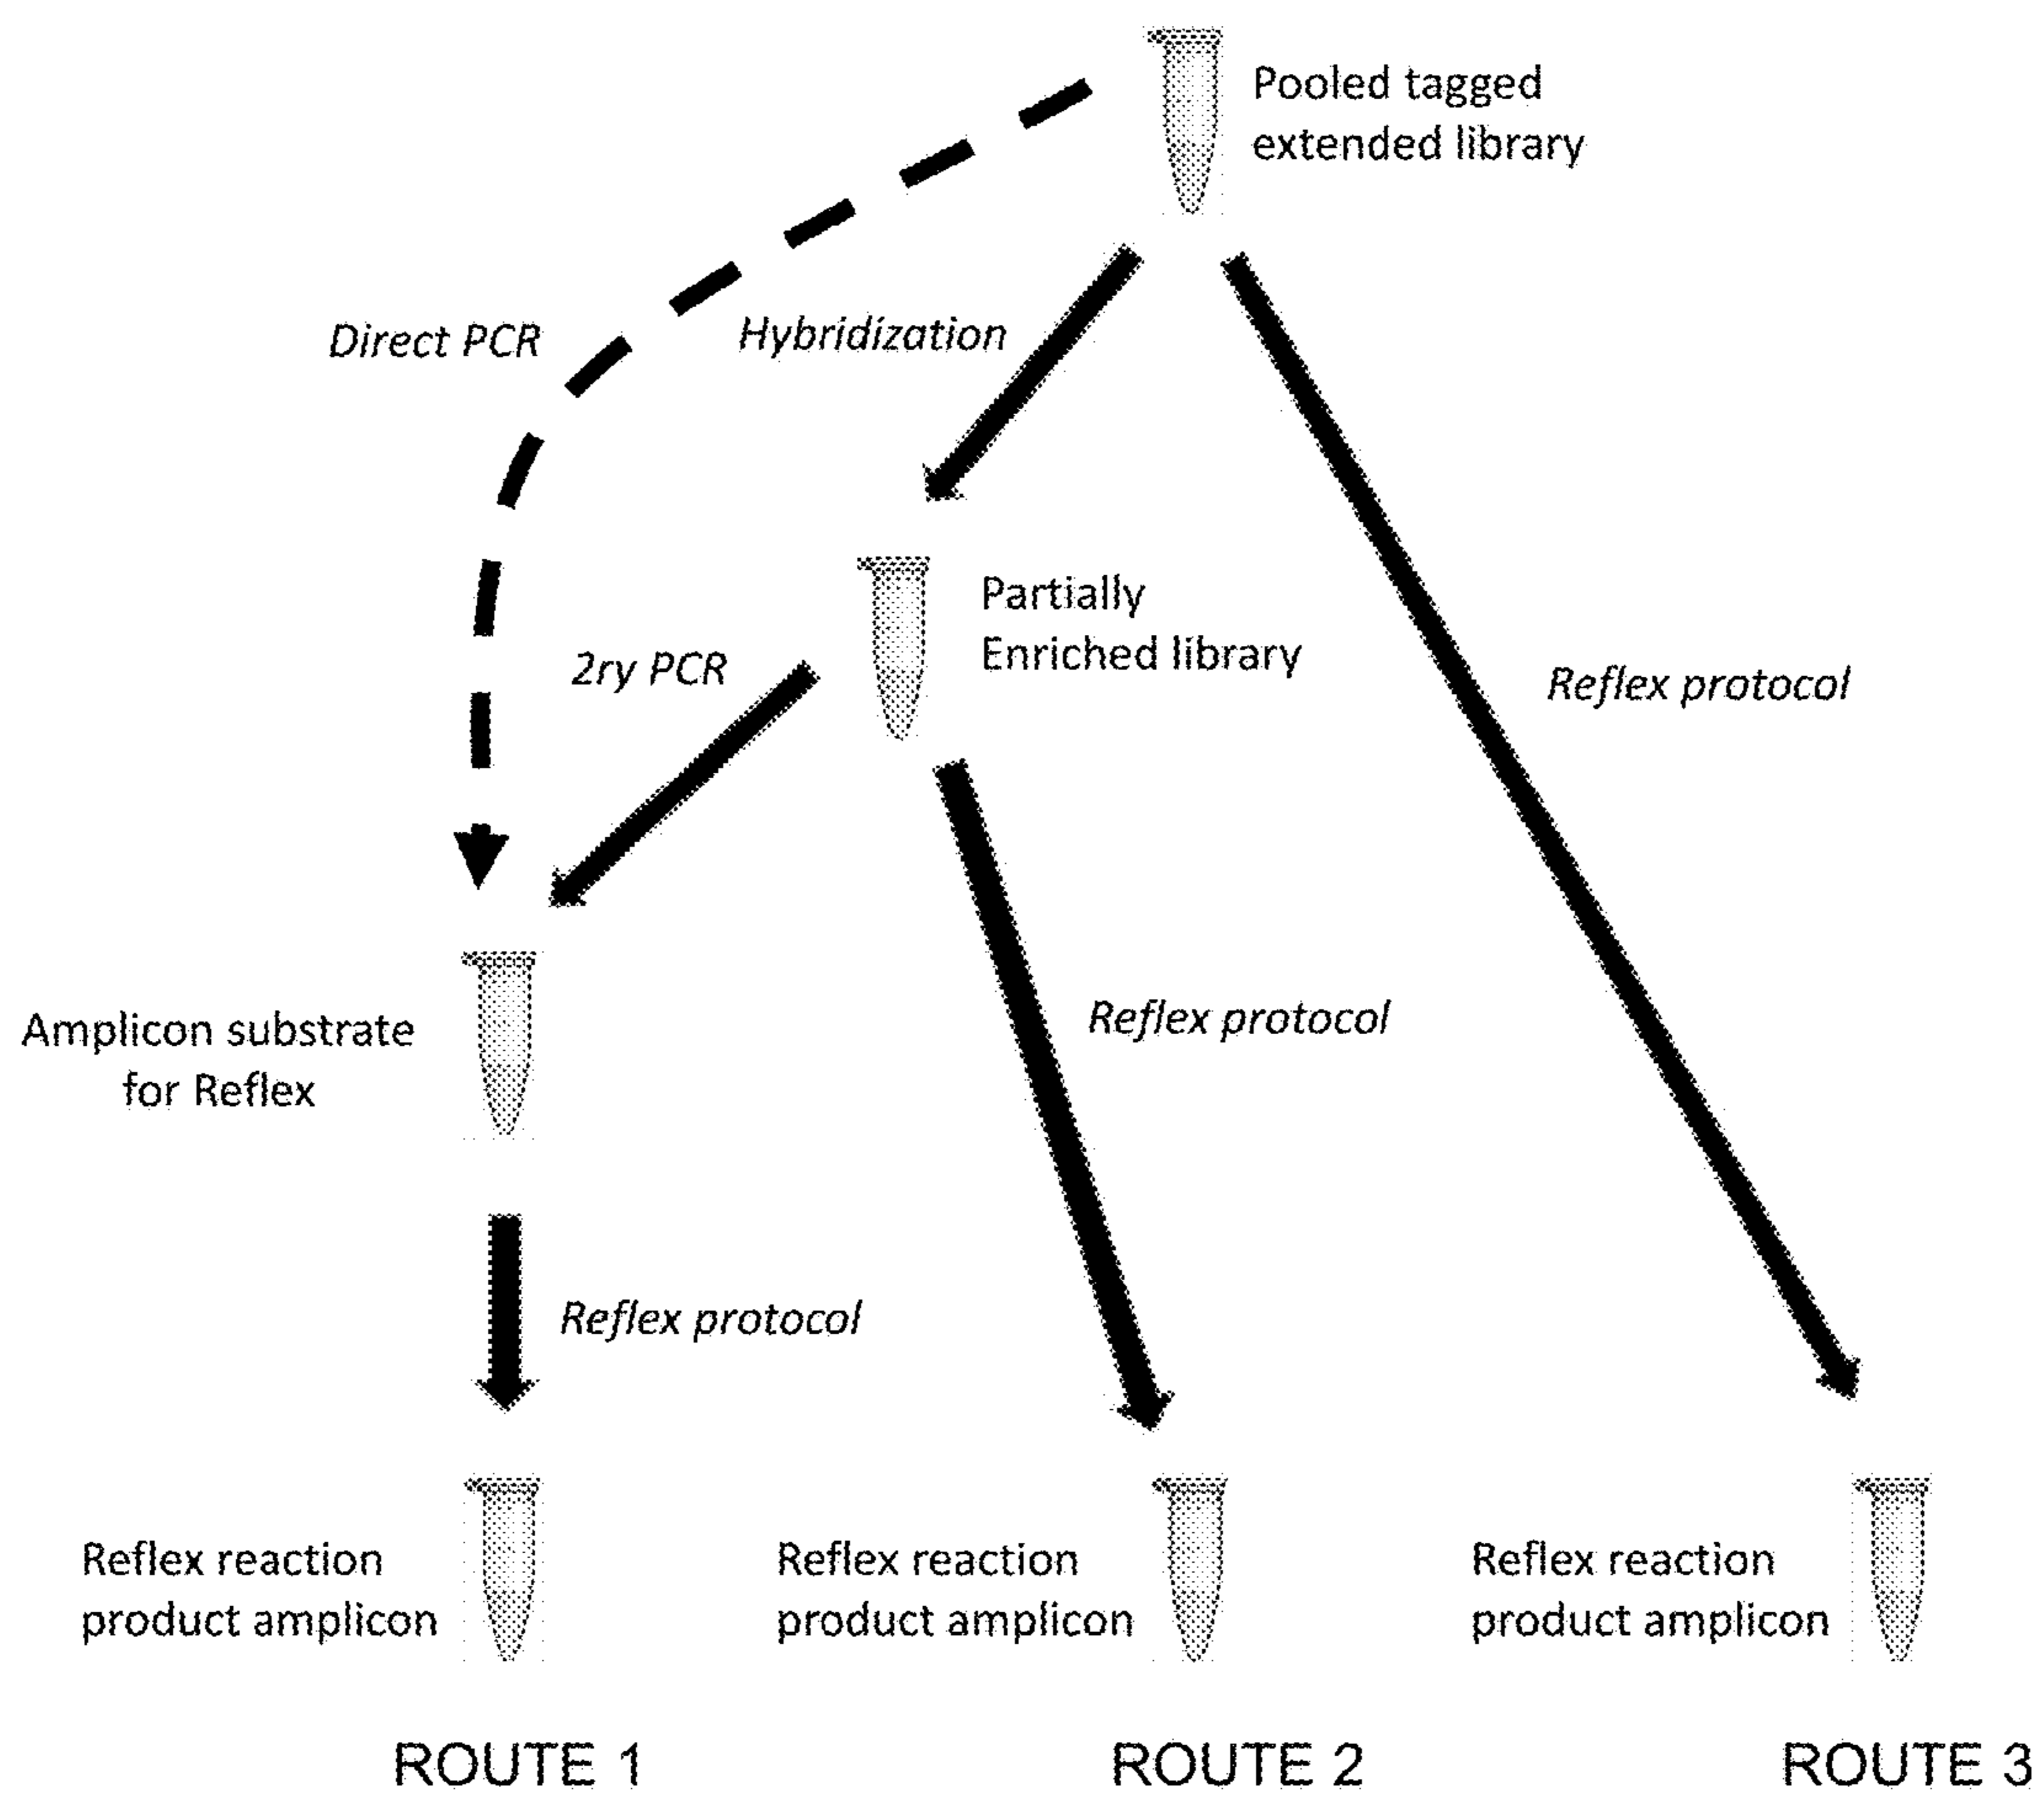 Pooled tagged
extended library
Direct PCR
Hybridization
Partially
Enriched library
2ry PCR
Reflex protocol
Amplicon substrate
for Reflex
Reflex protocol
Reflex protocol
Reflex reaction
product amplicon
Reflex reaction
product amplicon
Reflex reaction
product amplicon
ROUTE 1
ROUTE 2
ROUTE 3